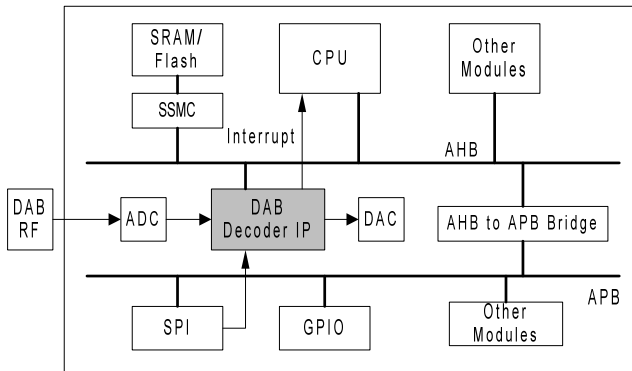 SRAM/
Flash
CPU
Other
Modules
SSMC
Interrupt
AHB
DAB
RF
ADC
DAB
Decoder IP
DAC
AHB to APB Bridge
APB
SPI
GPIO
Other
Modules